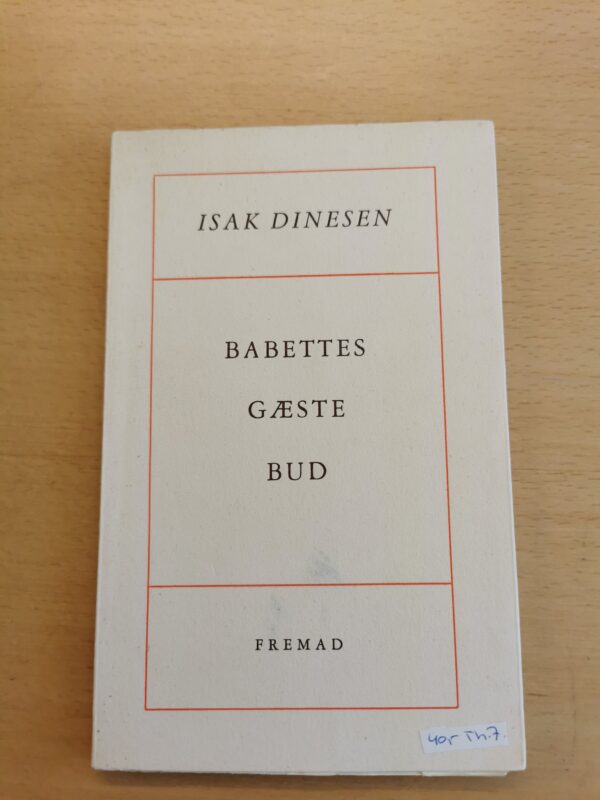 ISAK DINESEN
BABETTES
GÆSTE
BUD
FREMAD